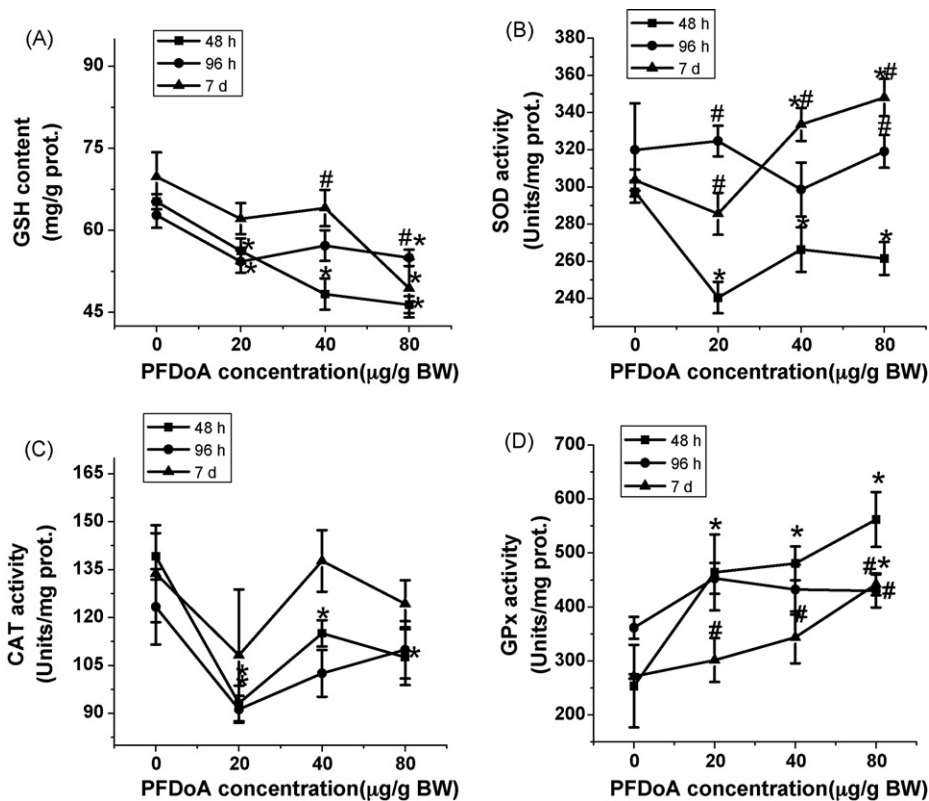 (A)
48 h
96 h
7 d
GSH content
(mg/g prot.)
95
75
60
45
#
#*
*
*
*
*
*
0 20 40 80
PFDoA concentration(μg/g BW)
(B)
48 h
96 h
7 d
SOD activity
(Units/mg prot.)
380
360
340
320
300
280
260
240
*#
*#
#
#
#
#
*
*
*
0 20 40 80
PFDoA concentration(μg/g BW)
(C)
48 h
96 h
7 d
CAT activity
(Units/mg prot.)
165
150
135
120
105
90
*
*
*
*
0 20 40 80
PFDoA concentration(μg/g BW)
(D)
48 h
96 h
7 d
GPx activity
(Units/mg prot.)
700
600
500
400
300
200
*
*
*
#*
#
#
#
0 20 40 80
PFDoA concentration(μg/g BW)